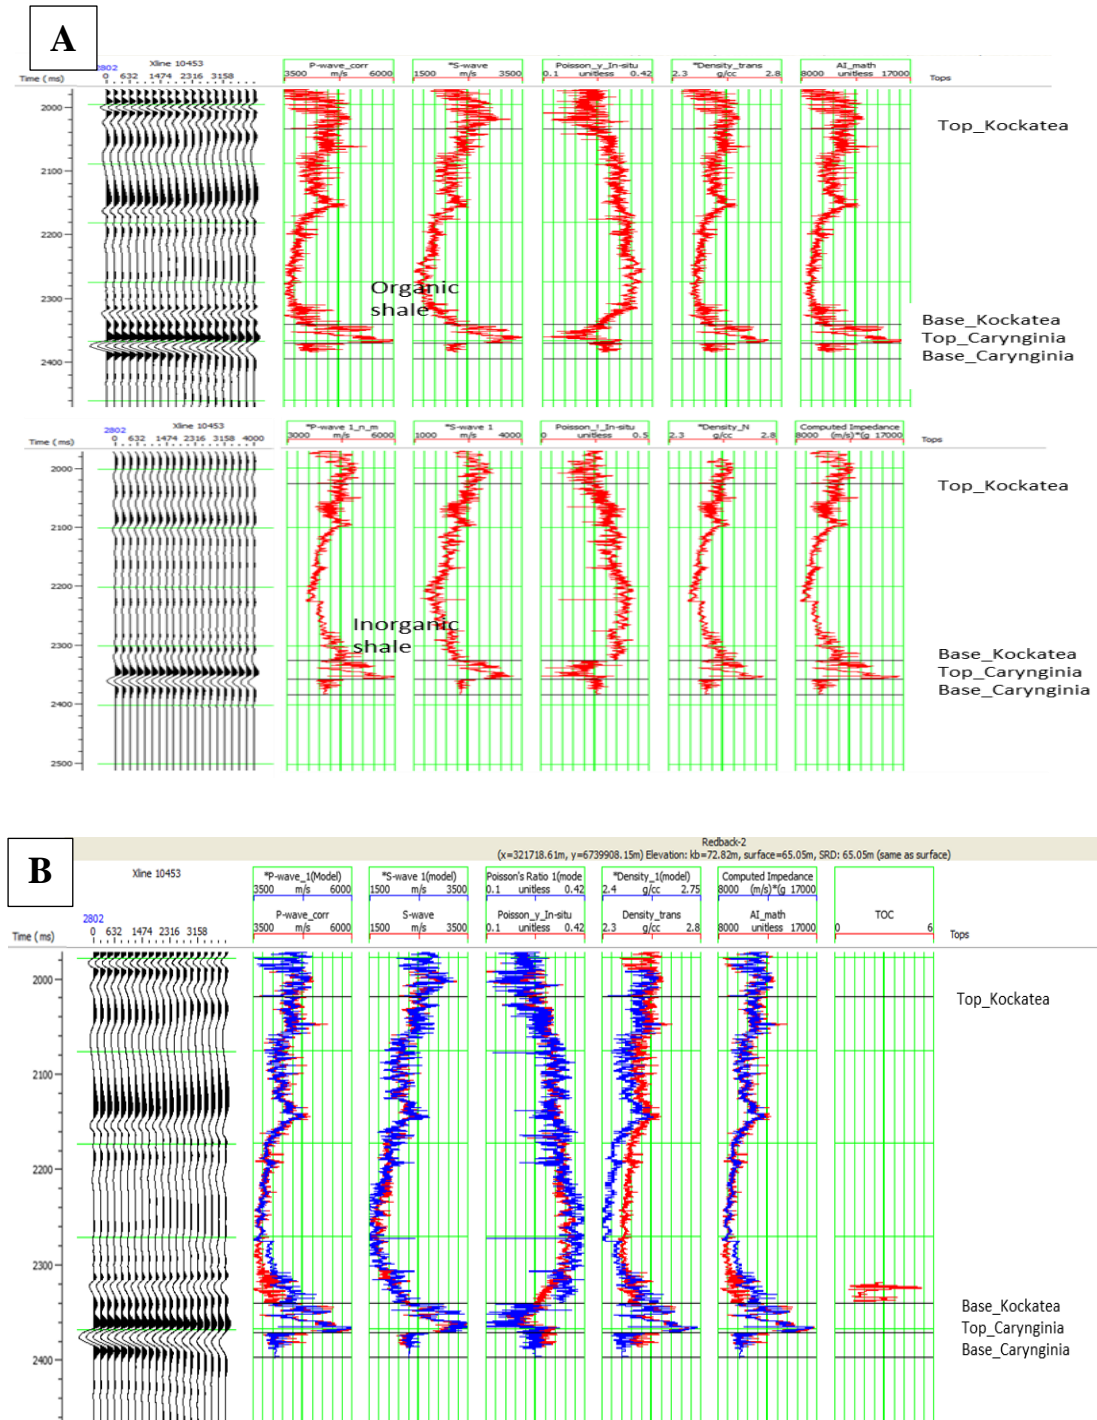 A
Xline 10453
2802
Time (ms) 0 632 1474 2316 3158
P-wave_corr *S-wave Poisson_y_In-situ *Density_trans AI_math
3500 m/s 6000 1500 m/s 3500 0.1 unitless 0.42 2.3 g/cc 2.8 8000 unitless 17000 Tops
2000
Top_Kockatea
2100
2200
Organic
shale
2300
Base_Kockatea
Top_Carynginia
Base_Carynginia
2400
Xline 10453
2802
Time (ms) 0 632 1474 2316 3158 4000
*P-wave 1_n_m *S-wave 1 Poisson_!_In-situ *Density_N Computed Impedance
3000 m/s 6000 1000 m/s 4000 0 unitless 0.5 2.3 g/cc 2.8 8000 (m/s)*(g 17000 Tops
2000
Top_Kockatea
2100
2200
Inorganic
shale
2300
Base_Kockatea
Top_Carynginia
Base_Carynginia
2400
2500
B
Redback-2
(x=321718.61m, y=6739908.15m) Elevation: kb=72.82m, surface=65.05m, SRD: 65.05m (same as surface)
Xline 10453
*P-wave_1(Model) *S-wave 1(model) Poisson's Ratio 1(mode *Density_1(model) Computed Impedance
3500 m/s 6000 1500 m/s 3500 0.1 unitless 0.42 2.4 g/cc 2.75 8000 (m/s)*(g 17000
2802
P-wave_corr S-wave Poisson_y_In-situ Density_trans AI_math TOC
Time (ms) 0 632 1474 2316 3158
3500 m/s 6000 1500 m/s 3500 0.1 unitless 0.42 2.3 g/cc 2.8 8000 unitless 17000 0 6 Tops
2000
Top_Kockatea
2100
2200
2300
Base_Kockatea
Top_Carynginia
Base_Carynginia
2400